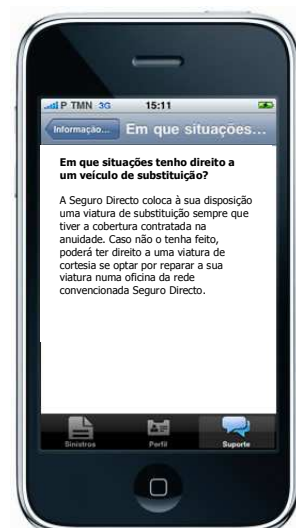 P TMN 3G 15:11
Informação... Em que situações...
Em que situações tenho direito a
um veículo de substituição?
A Seguro Directo coloca à sua disposição
uma viatura de substituição sempre que
tiver a cobertura contratada na
anuidade. Caso não o tenha feito,
poderá ter direito a uma viatura de
cortesia se optar por reparar a sua
viatura numa oficina da rede
convencionada Seguro Directo.
Sinistros Perfil Suporte